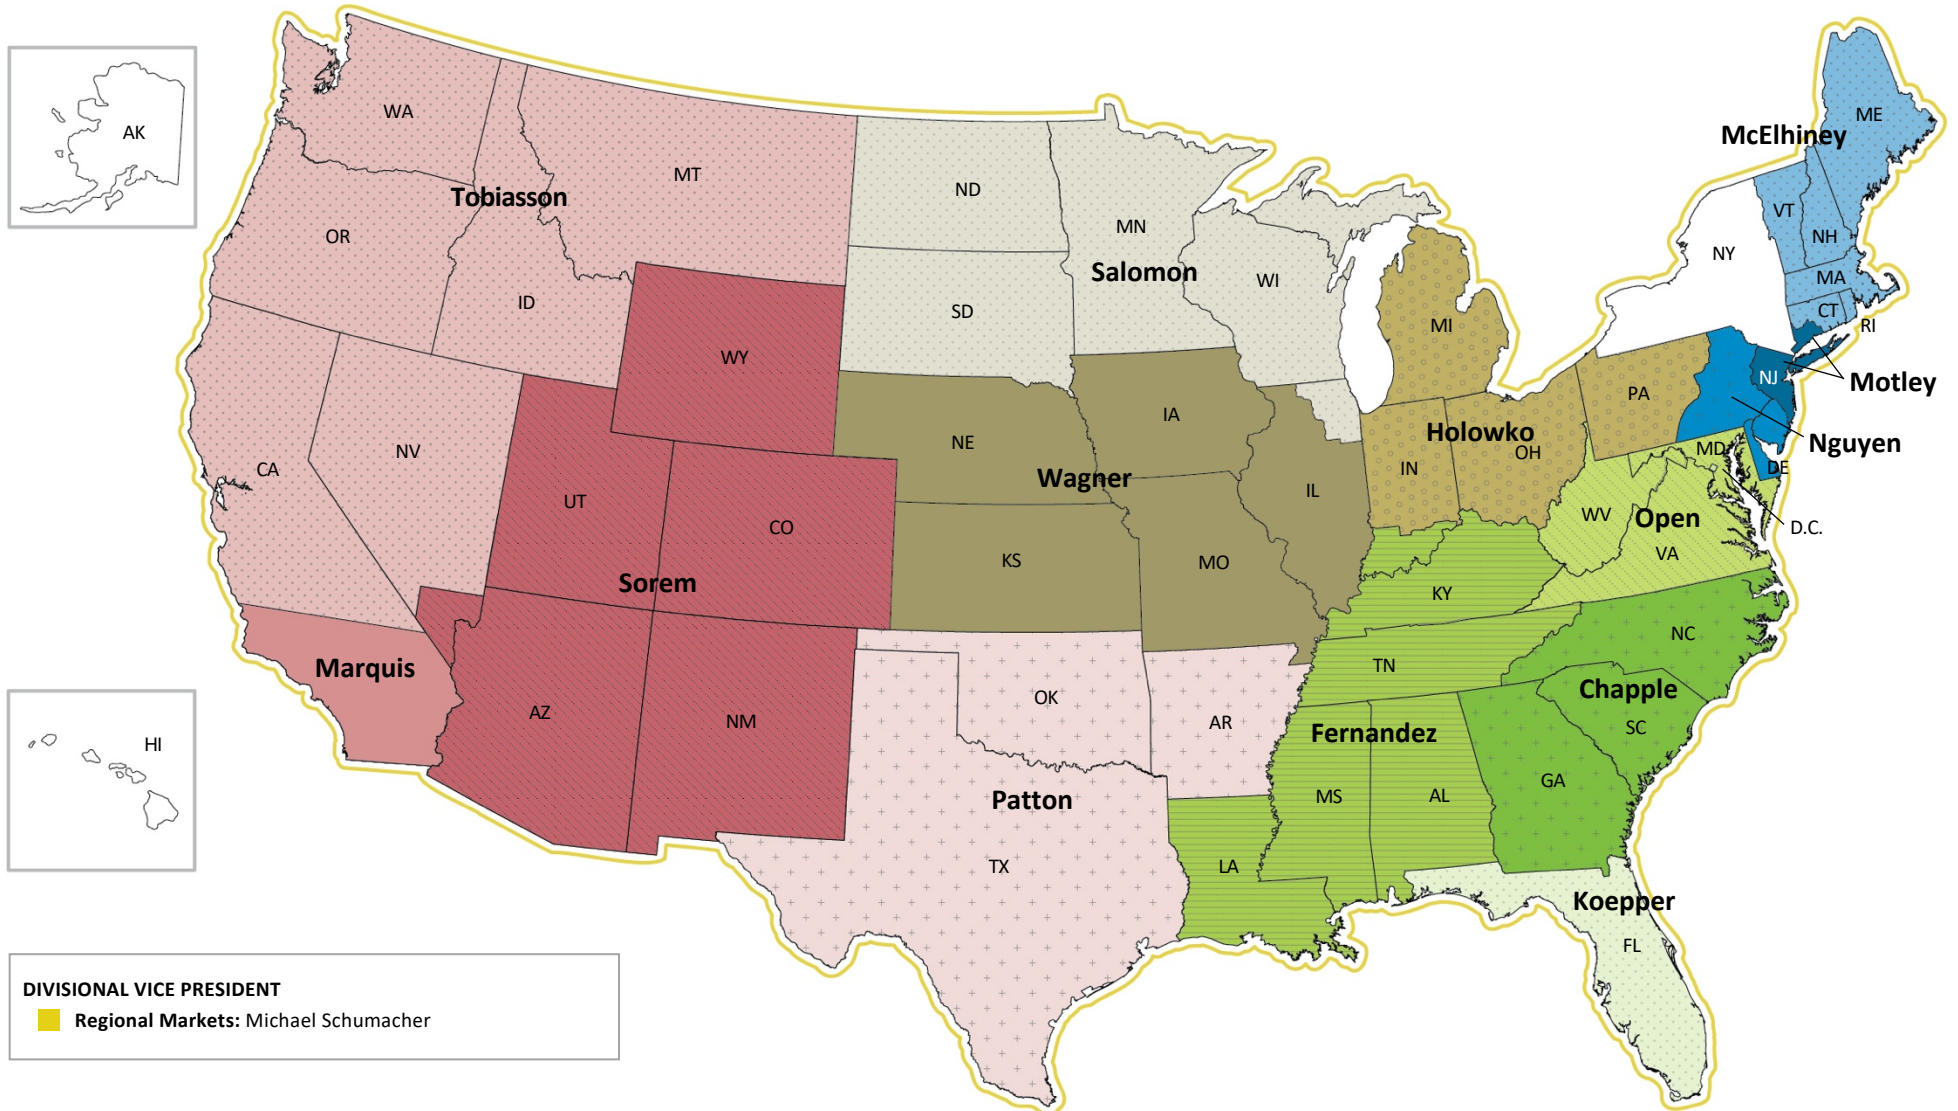 ME
WA
AK
McElhiney
MT
ND
Tobiasson
VT
MN
OR
NH
NY
Salomon
MA
WI
ID
SD
CT
RI
MI
WY
NJ
Motley
PA
IA
Holowko
NE
Nguyen
NV
OH
MD
CA
IN
DE
Wagner
IL
UT
WV
Open
CO
D.C.
VA
KS
MO
Sorem
KY
NC
TN
Marquis
Chapple
OK
AZ
NM
AR
SC
Fernandez
HI
GA
MS
AL
Patton
TX
LA
Koepper
FL
DIVISIONAL VICE PRESIDENT
Regional Markets: Michael Schumacher